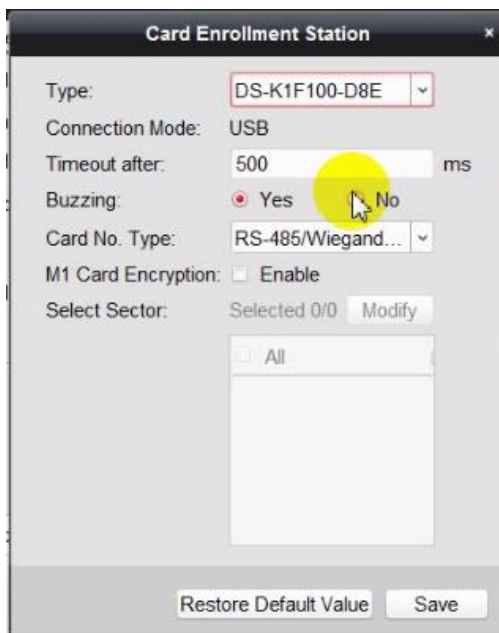 Card Enrollment Station
Type: DS-K1F100-D8E
Connection Mode: USB
Timeout after: 500 ms
Buzzing: Yes No
Card No. Type: RS-485/Wiegand...
M1 Card Encryption: Enable
Select Sector: Selected 0/0 Modify
All
Restore Default Value Save